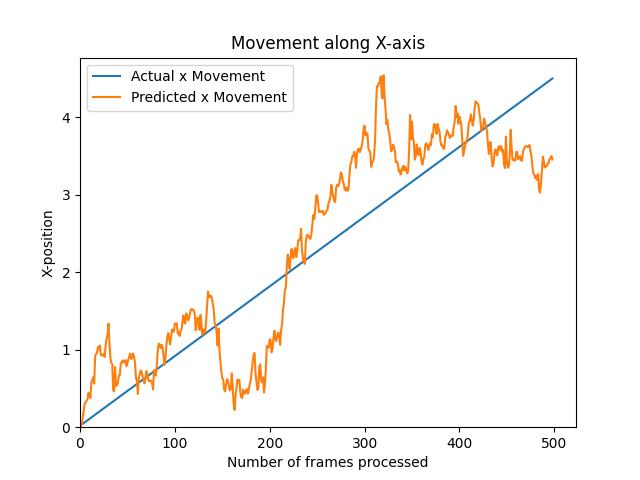 Movement along X-axis
Actual x Movement
Predicted x Movement
4
3
2
1
0
X-position
0 100 200 300 400 500
Number of frames processed